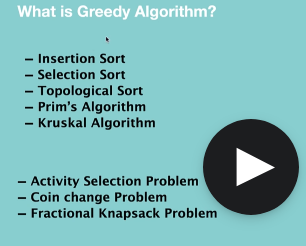 What is Greedy Algorithm?
– Insertion Sort
– Selection Sort
– Topological Sort
– Prim's Algorithm
– Kruskal Algorithm
– Activity Selection Problem
– Coin change Problem
– Fractional Knapsack Problem